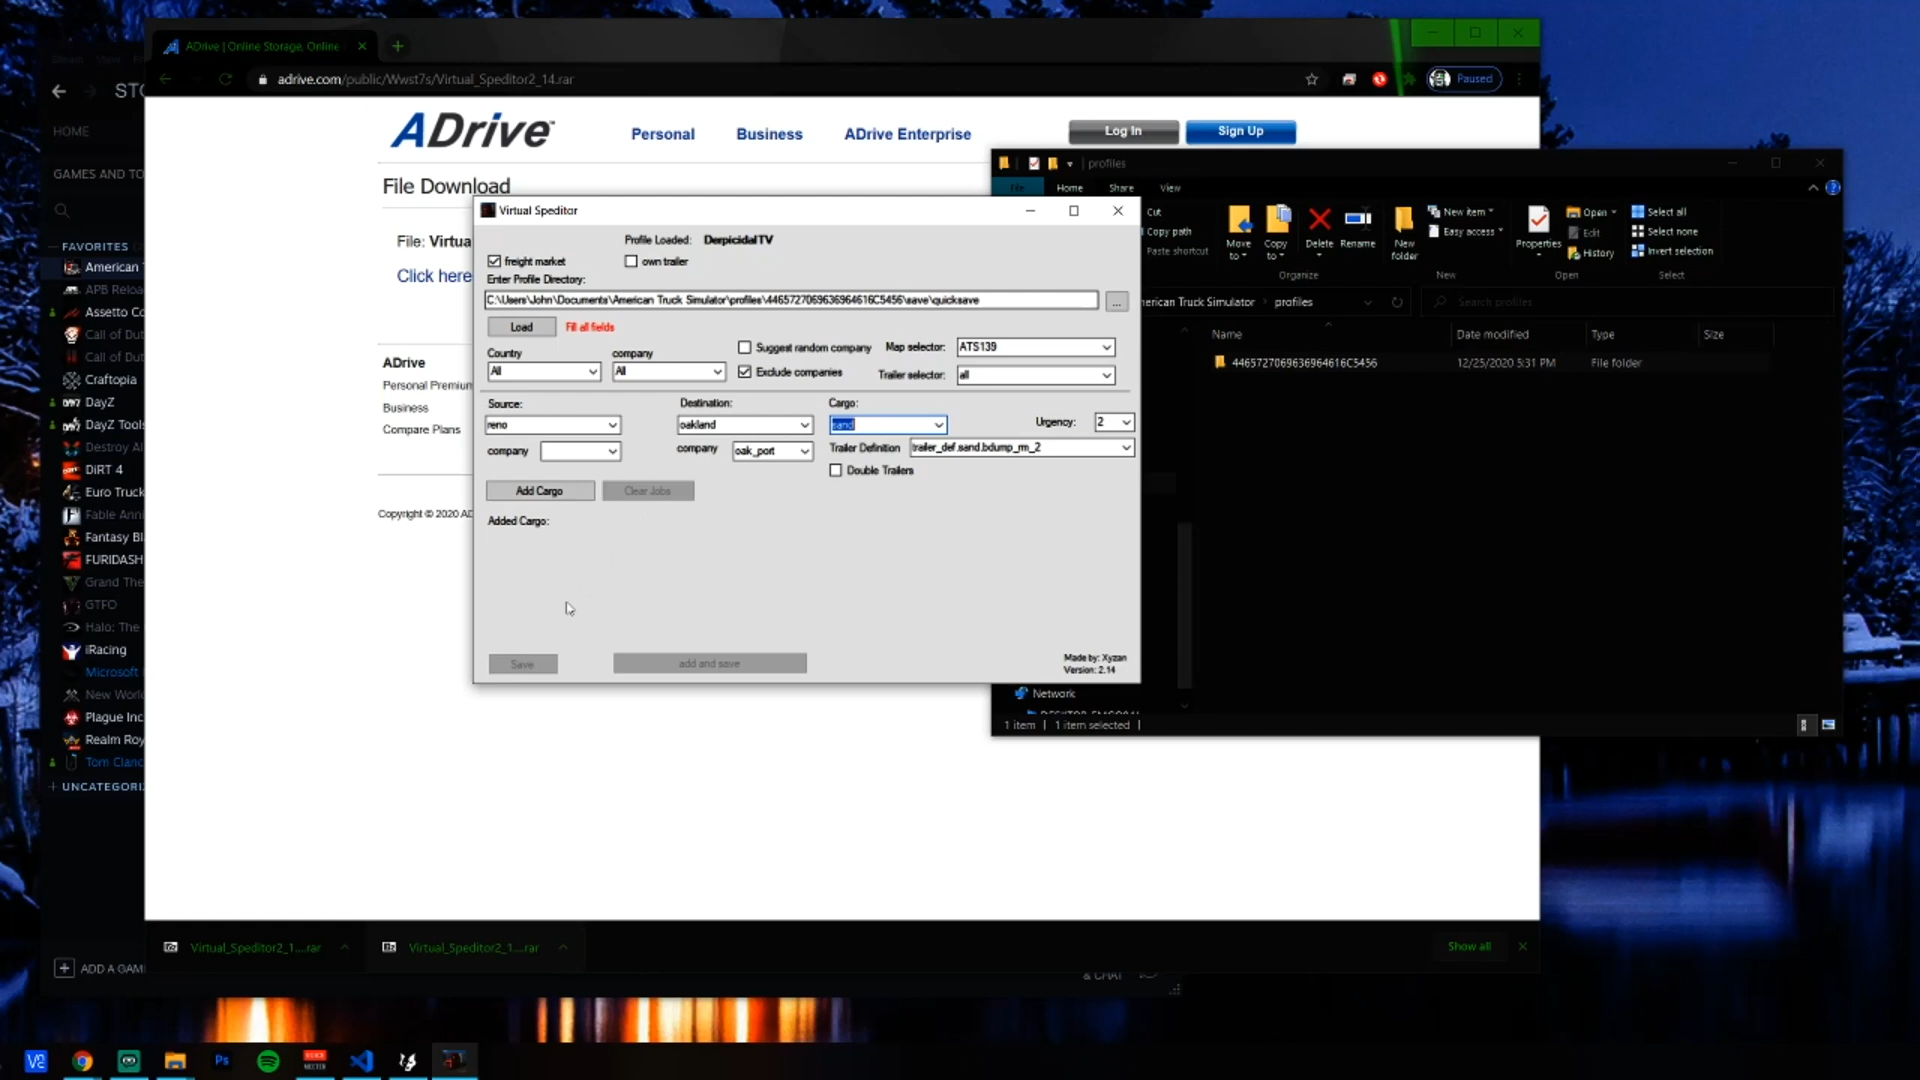 ADrive | Online Storage, Online
adrive.com/public/Wwst7s/Virtual_Speditor2_14.rar
Paused
HOME
GAMES AND TO
FAVORITES
American
APB Reloa
Assetto Co
Call of Dut
Call of Dut
Craftopia
DayZ
DayZ Tools
Destroy Al
DiRT 4
Euro Truck
Fable Anni
Fantasy Bl
FURIDASH
Grand The
GTFO
Halo: The
iRacing
Microsoft
New World
Plague Inc
Realm Roy
Tom Clanc
UNCATEGORI
ADD A GAM
ADrive™
Personal
Business
ADrive Enterprise
Log In
Sign Up
File Download
File: Virtua
Click here
ADrive
Personal Premium
Business
Compare Plans
Copyright © 2020 AD
Virtual Speditor
Profile Loaded: DerpicidalTV
freight market
own trailer
Enter Profile Directory:
C:\Users\John\Documents\American Truck Simulator\profiles\4465727069636964616C5456\save\quicksave
...
Load
Fill all fields
Country
company
All
All
Suggest random company
Exclude companies
Map selector:
ATS139
Trailer selector:
all
Source:
reno
company
Destination:
oakland
company
oak_port
Cargo:
sand
Urgency:
2
Trailer Definition
trailer_def.sand.bdump_rm_2
Double Trailers
Add Cargo
Clear Jobs
Added Cargo:
Save
add and save
Made by: Xyzan
Version: 2.14
profiles
File
Home
Share
View
Cut
Copy path
Paste shortcut
Move to
Copy to
Delete
Rename
Organize
New folder
New item
Easy access
New
Properties
Open
Edit
History
Open
Select all
Select none
Invert selection
Select
erican Truck Simulator
profiles
Search profiles
Name
Date modified
Type
Size
4465727069636964616C5456
12/25/2020 5:31 PM
File folder
Network
1 item
1 item selected
Virtual_Speditor2_1....rar
Virtual_Speditor2_1....rar
Show all
& CHAT
Ps